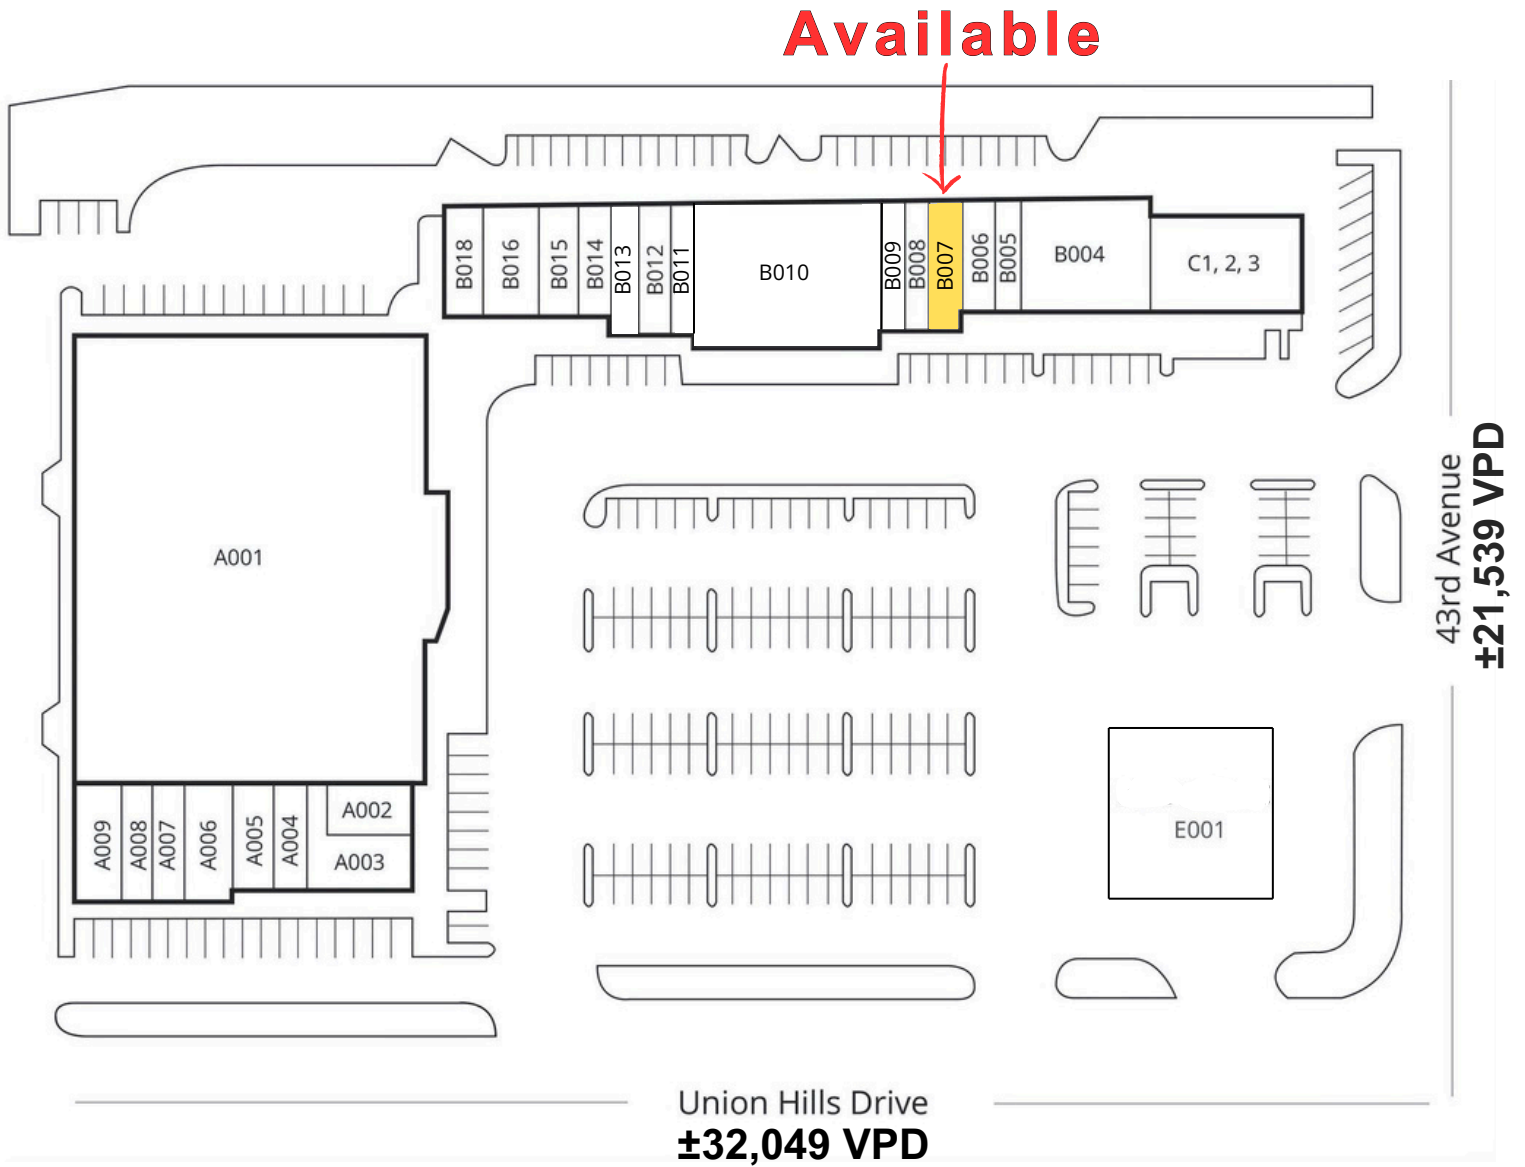 Available
B018
B016
B015
B014
B013
B012
B011
B010
B009
B008
B007
B006
B005
B004
C1, 2, 3
A001
A002
A003
A004
A005
A006
A007
A008
A009
E001
43rd Avenue
±21,539 VPD
Union Hills Drive
±32,049 VPD